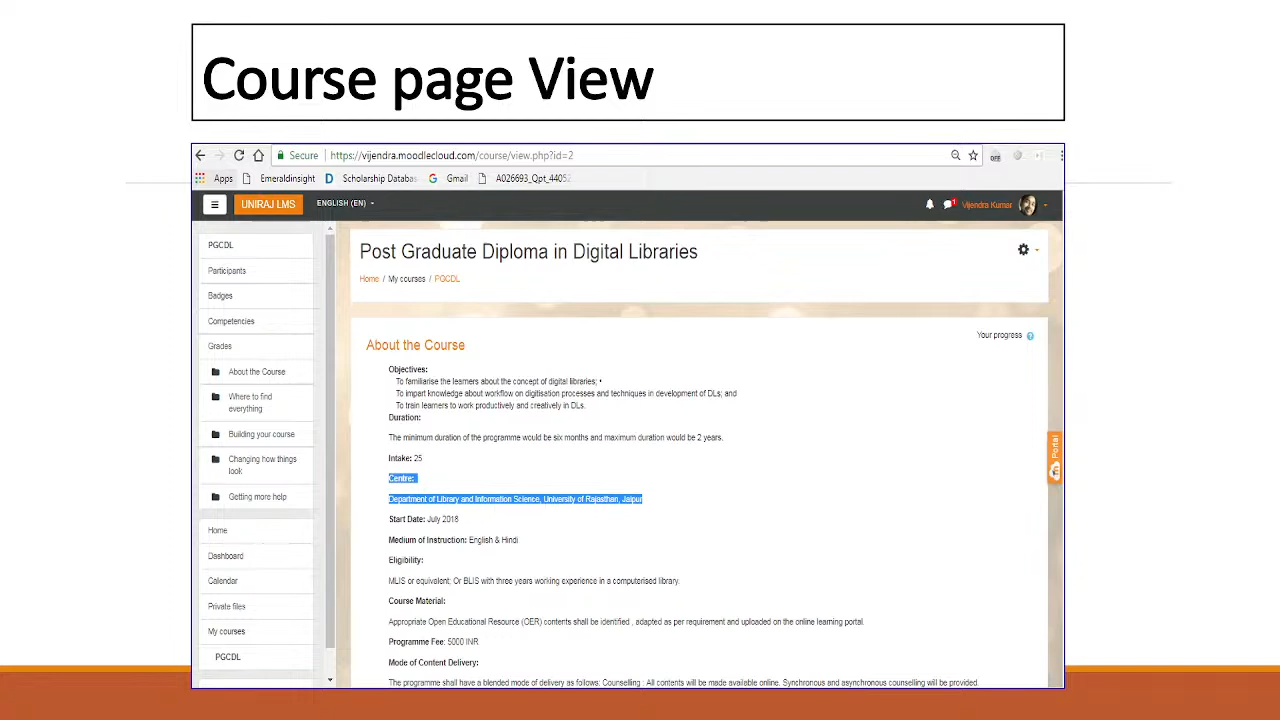 Course page View
Secure https://vijendra.moodlecloud.com/course/view.php?id=2
Apps Emeraldinsight Scholarship Databas Gmail A026693_Qpt_44052
UNIRAJ LMS ENGLISH (EN) 1 Vijendra Kumar
PGCDL
Participants
Badges
Competencies
Grades
About the Course
Where to find
everything
Building your course
Changing how things
look
Getting more help
Home
Dashboard
Calendar
Private files
My courses
PGCDL
Post Graduate Diploma in Digital Libraries
Home / My courses / PGCDL
Your progress
About the Course
Objectives:
To familiarise the learners about the concept of digital libraries; •
To impart knowledge about workflow on digitisation processes and techniques in development of DLs; and
To train learners to work productively and creatively in DLs.
Duration:
The minimum duration of the programme would be six months and maximum duration would be 2 years.
Intake: 25
Centre:
Department of Library and Information Science, University of Rajasthan, Jaipur
Start Date: July 2018
Medium of Instruction: English & Hindi
Eligibility:
MLIS or equivalent; Or BLIS with three years working experience in a computerised library.
Course Material:
Appropriate Open Educational Resource (OER) contents shall be identified , adapted as per requirement and uploaded on the online learning portal.
Programme Fee: 5000 INR
Mode of Content Delivery:
The programme shall have a blended mode of delivery as follows: Counselling : All contents will be made available online. Synchronous and asynchronous counselling will be provided.
Portal